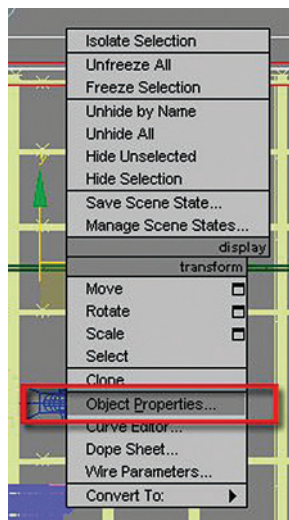 Isolate Selection
Unfreeze All
Freeze Selection
Unhide by Name
Unhide All
Hide Unselected
Hide Selection
Save Scene State...
Manage Scene States...
display
transform
Move
Rotate
Scale
Select
Clone
Object Properties...
Curve Editor...
Dope Sheet...
Wire Parameters...
Convert To: